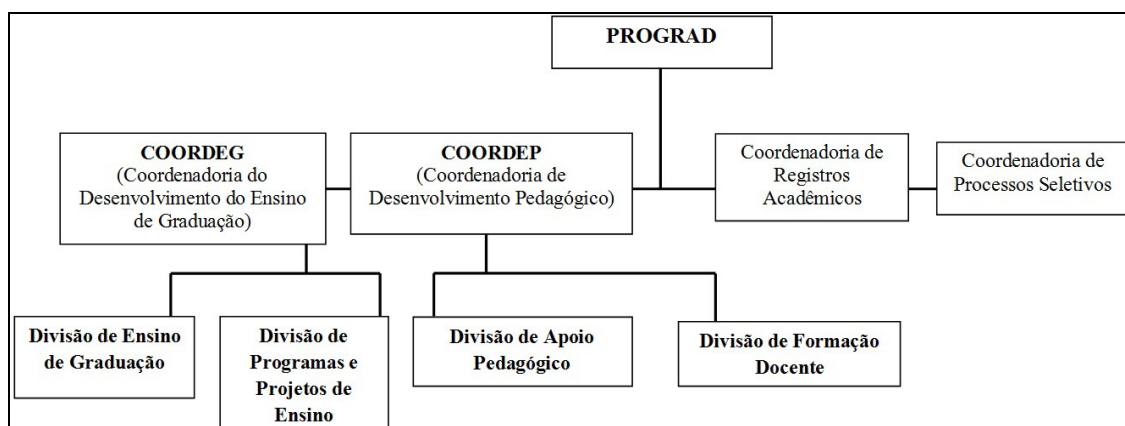 PROGRAD
COORDEG
(Coordenadoria do
Desenvolvimento do Ensino
de Graduação)
COORDEP
(Coordenadoria de
Desenvolvimento Pedagógico)
Coordenadoria de
Registros
Acadêmicos
Coordenadoria de
Processos Seletivos
Divisão de Ensino
de Graduação
Divisão de
Programas e
Projetos de
Ensino
Divisão de Apoio
Pedagógico
Divisão de Formação
Docente